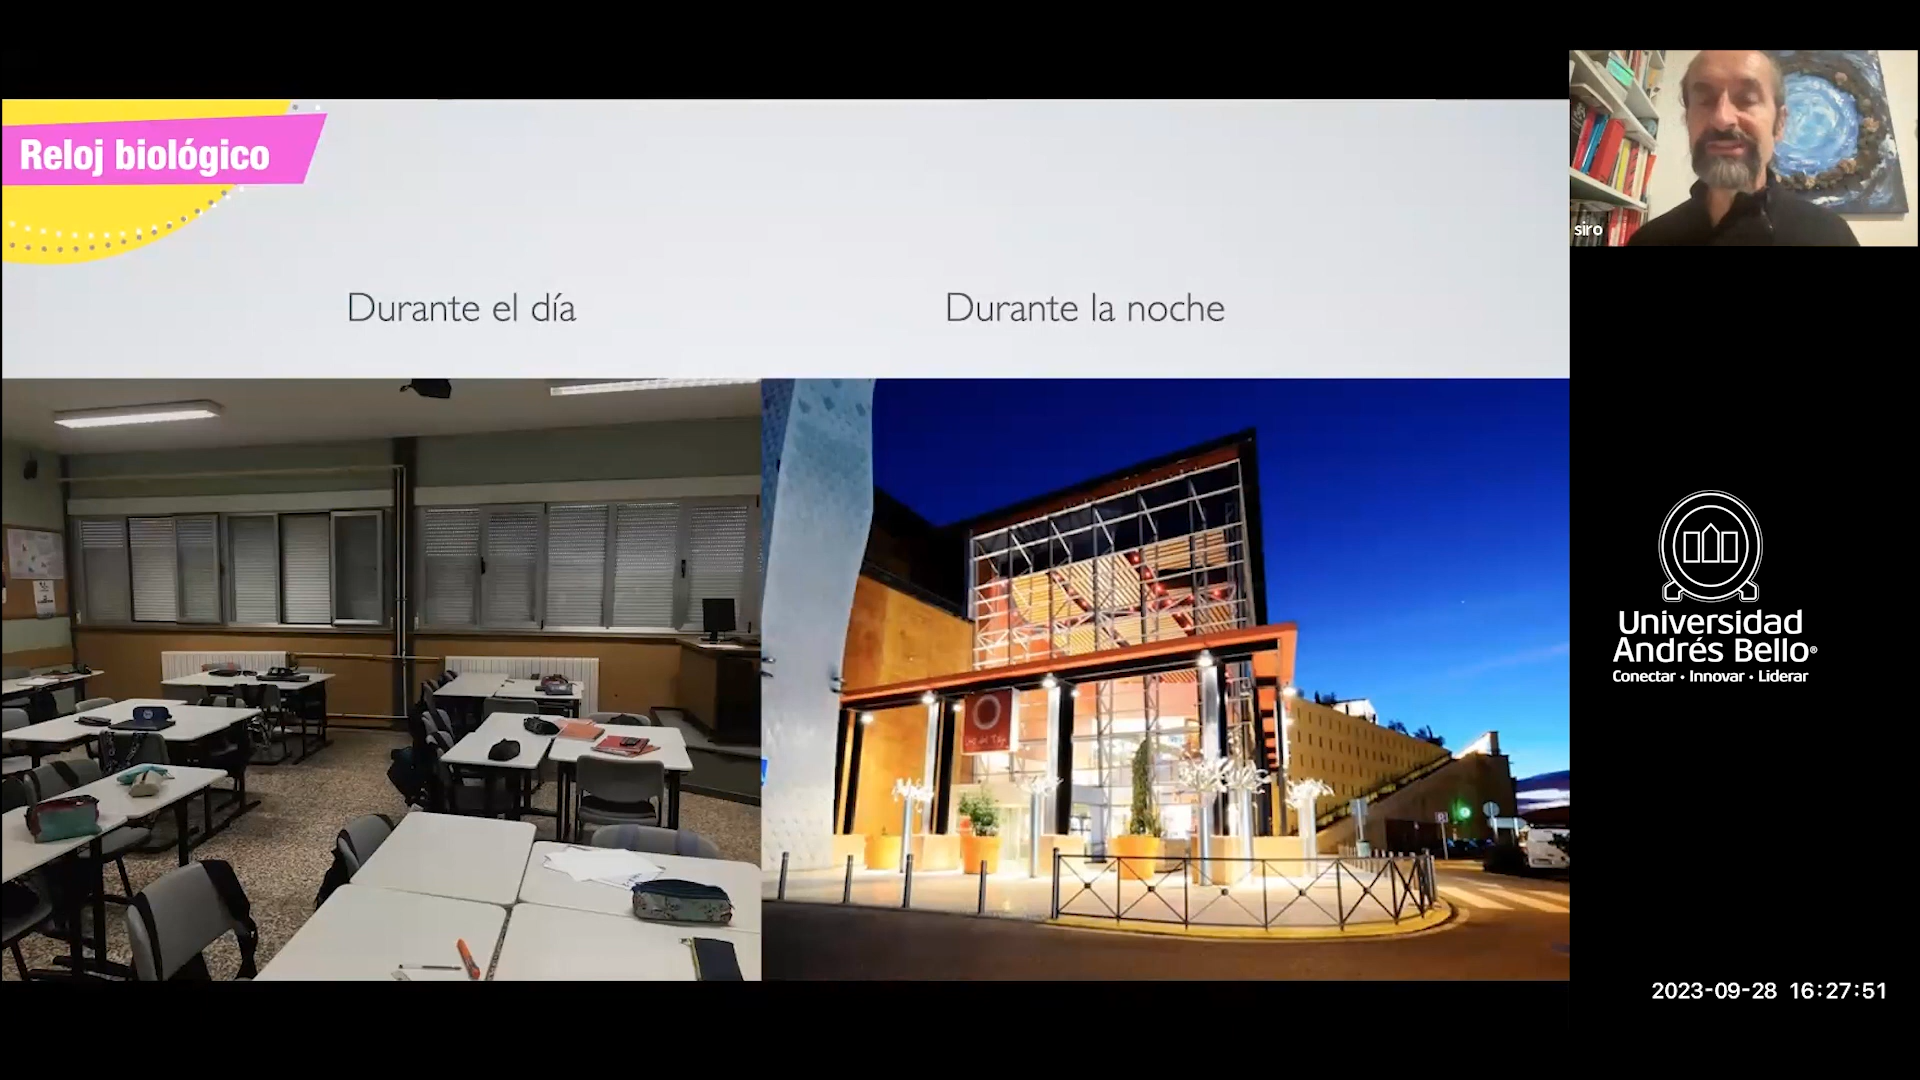 Reloj biológico
Durante el día
Durante la noche
siro
Universidad
Andrés Bello®
Conectar • Innovar • Liderar
2023-09-28 16:27:51